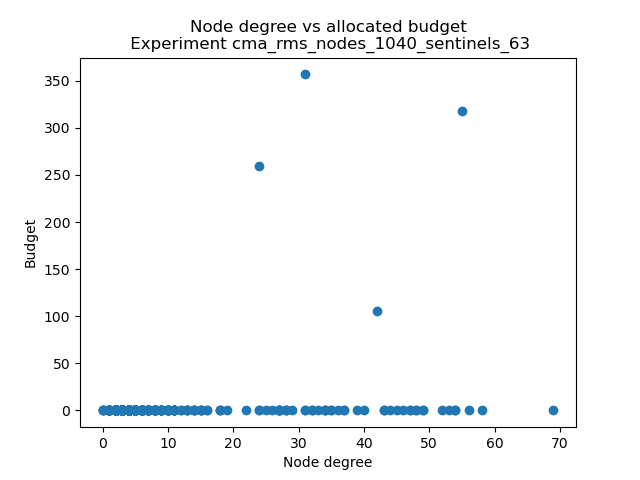 Node degree vs allocated budget
Experiment cma_rms_nodes_1040_sentinels_63
350
300
250
200
150
100
50
0
Budget
0 10 20 30 40 50 60 70
Node degree